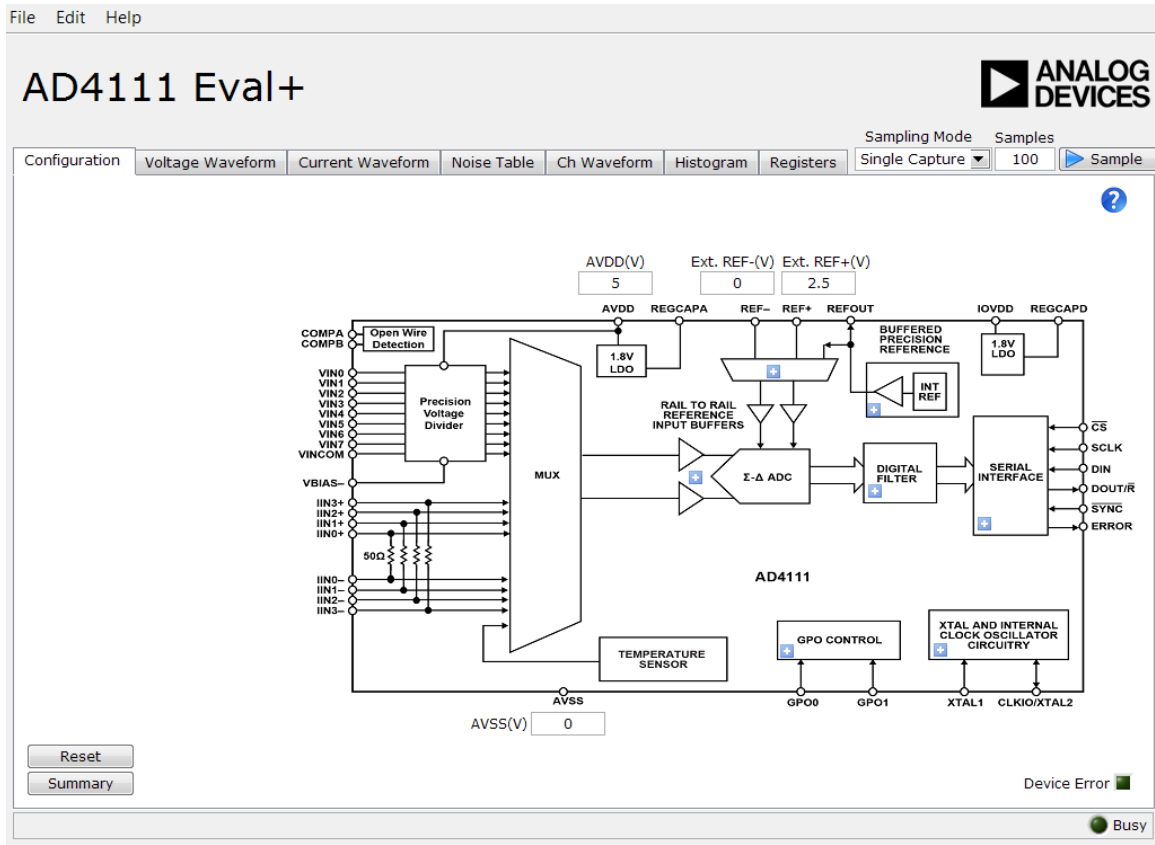 File Edit Help
AD4111 Eval+
ANALOG
DEVICES
Sampling Mode Samples
Configuration Voltage Waveform Current Waveform Noise Table Ch Waveform Histogram Registers Single Capture 100 Sample
?
AVDD(V) Ext. REF-(V) Ext. REF+(V)
5 0 2.5
AVDD REGCAPA REF– REF+ REFOUT IOVDD REGCAPD
COMPA
COMPB
Open Wire
Detection
1.8V
LDO
BUFFERED
PRECISION
REFERENCE
1.8V
LDO
INT
REF
VIN0
VIN1
VIN2
VIN3
VIN4
VIN5
VIN6
VIN7
VINCOM
Precision
Voltage
Divider
RAIL TO RAIL
REFERENCE
INPUT BUFFERS
MUX
Σ-Δ ADC
DIGITAL
FILTER
SERIAL
INTERFACE
CS
SCLK
DIN
DOUT/R
SYNC
ERROR
VBIAS–
IIN3+
IIN2+
IIN1+
IIN0+
50Ω
IIN0–
IIN1–
IIN2–
IIN3–
AD4111
TEMPERATURE
SENSOR
GPO CONTROL
XTAL AND INTERNAL
CLOCK OSCILLATOR
CIRCUITRY
AVSS GPO0 GPO1 XTAL1 CLKIO/XTAL2
AVSS(V) 0
Reset
Summary
Device Error
Busy